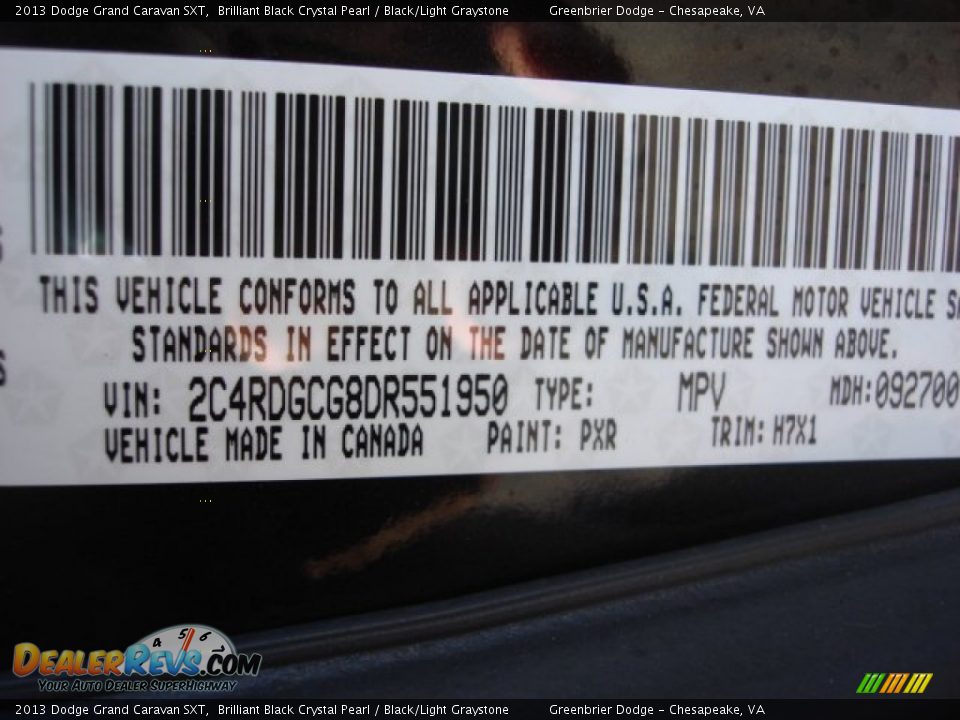 2013 Dodge Grand Caravan SXT, Brilliant Black Crystal Pearl / Black/Light Graystone Greenbrier Dodge - Chesapeake, VA
THIS VEHICLE CONFORMS TO ALL APPLICABLE U.S.A. FEDERAL MOTOR VEHICLE
STANDARDS IN EFFECT ON THE DATE OF MANUFACTURE SHOWN ABOVE.
VIN: 2C4RDGCG8DR551950 TYPE: MPV MDH:092700
VEHICLE MADE IN CANADA PAINT: PXR TRIM: H7X1
4 5 6
DEALERREVS.COM
YOUR AUTO DEALER SUPERHIGHWAY
2013 Dodge Grand Caravan SXT, Brilliant Black Crystal Pearl / Black/Light Graystone Greenbrier Dodge - Chesapeake, VA